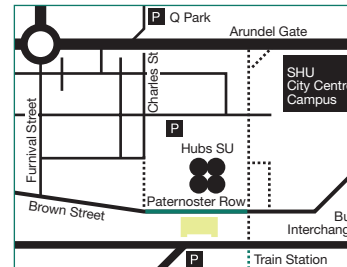 P Q Park
Arundel Gate
Charles St
SHU
City Centre
Campus
Furnival Street
P
Hubs SU
Paternoster Row
Brown Street
Bu
Interchang
P
Train Station